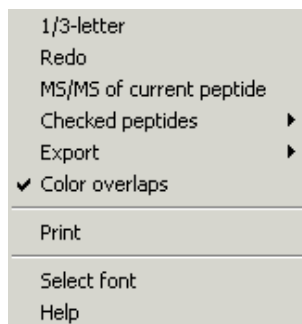 1/3-letter
Redo
MS/MS of current peptide
Checked peptides
Export
Color overlaps
Print
Select font
Help